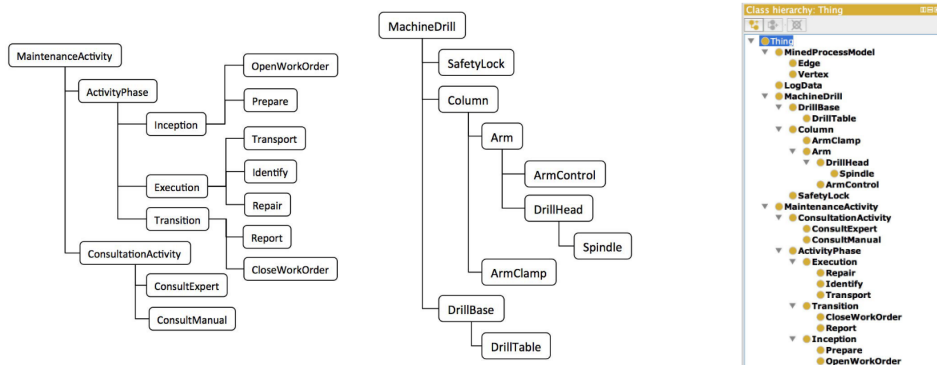 MaintenanceActivity
ActivityPhase
Inception
OpenWorkOrder
Prepare
Execution
Transport
Identify
Repair
Transition
Report
CloseWorkOrder
ConsultationActivity
ConsultExpert
ConsultManual
MachineDrill
SafetyLock
Column
Arm
ArmControl
DrillHead
Spindle
ArmClamp
DrillBase
DrillTable
Class hierarchy: Thing
Thing
MinedProcessModel
Edge
Vertex
LogData
MachineDrill
DrillBase
DrillTable
Column
ArmClamp
Arm
DrillHead
Spindle
ArmControl
SafetyLock
MaintenanceActivity
ConsultationActivity
ConsultExpert
ConsultManual
ActivityPhase
Execution
Repair
Identify
Transport
Transition
CloseWorkOrder
Report
Inception
Prepare
OpenWorkOrder